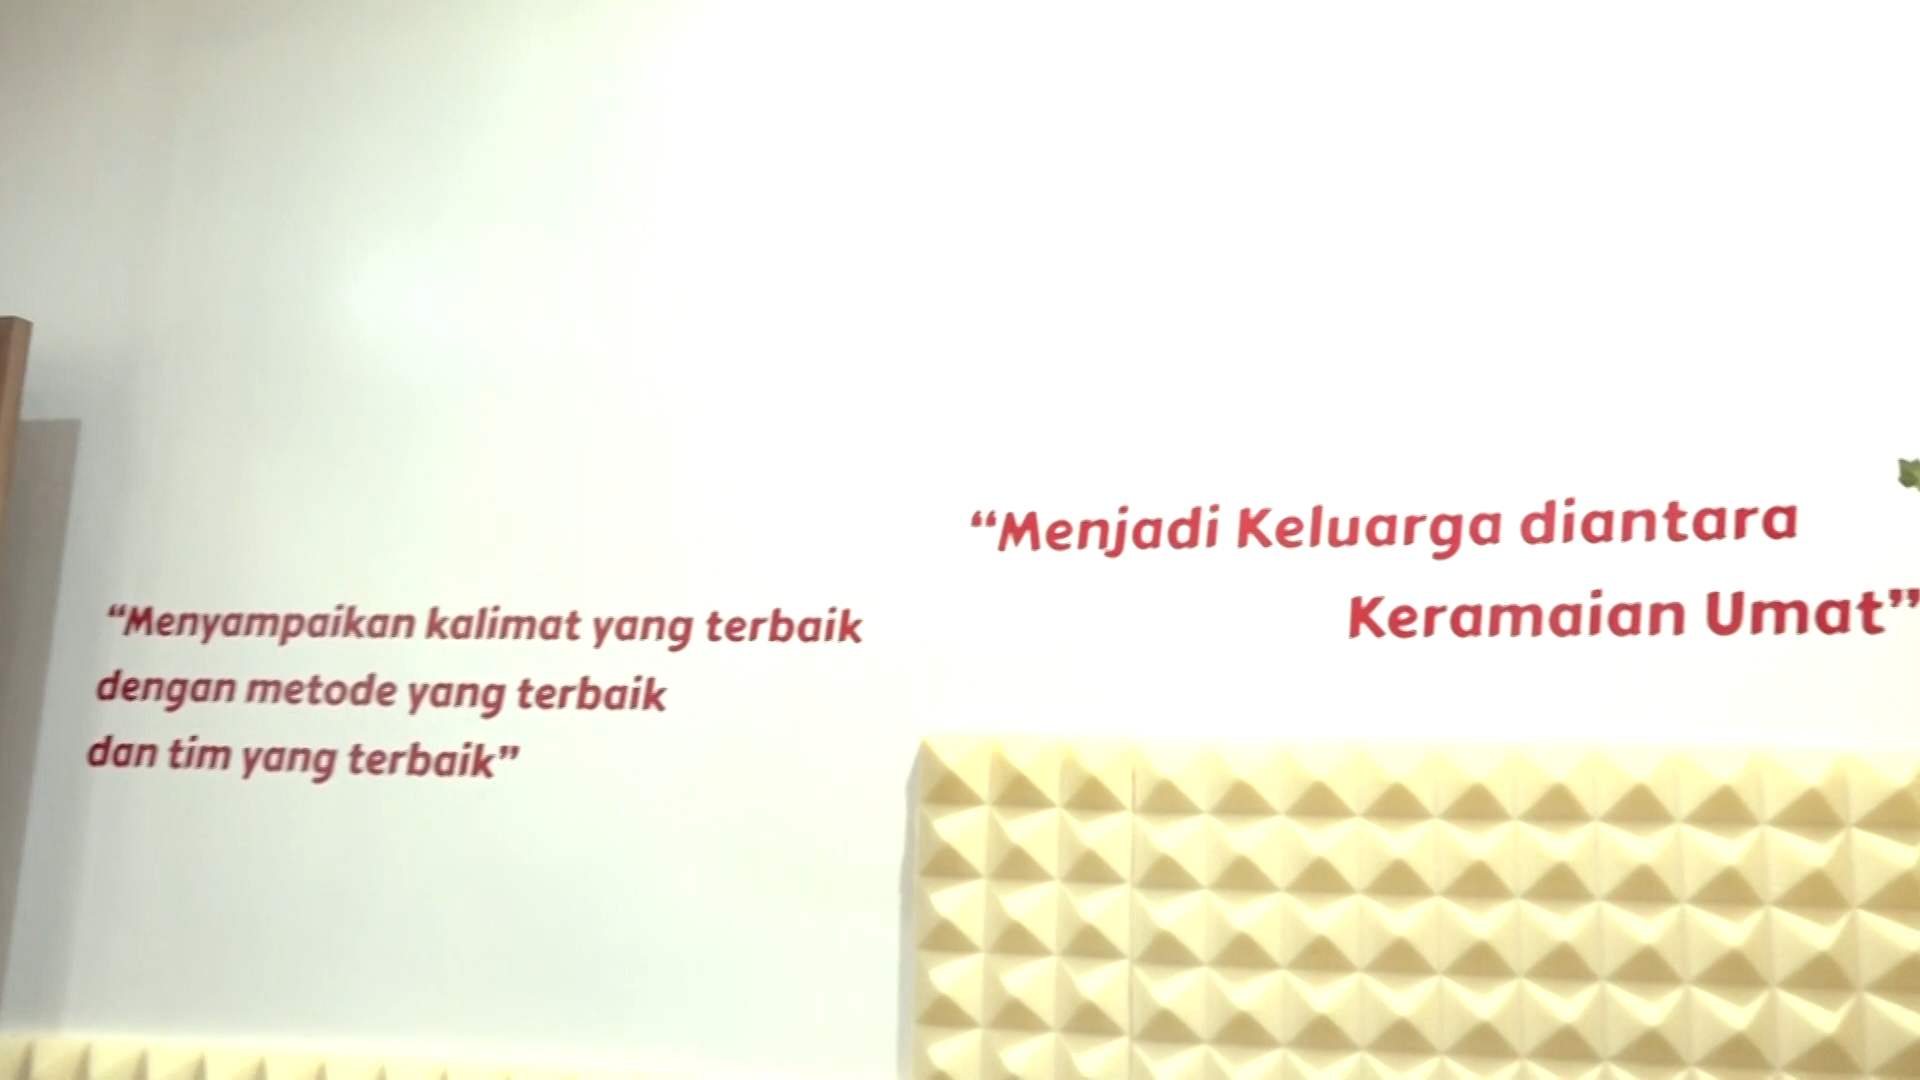 “Menyampaikan kalimat yang terbaik
dengan metode yang terbaik
dan tim yang terbaik”
“Menjadi Keluarga diantara
Keramaian Umat”